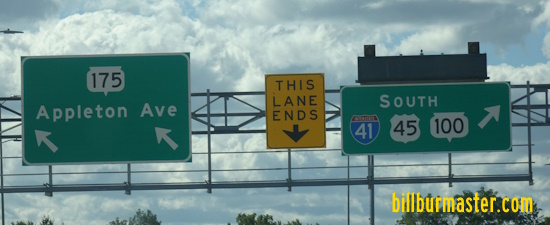 175
Appleton Ave
THIS
LANE
ENDS
SOUTH
INTERSTATE
41 45 100
billburmaster.com